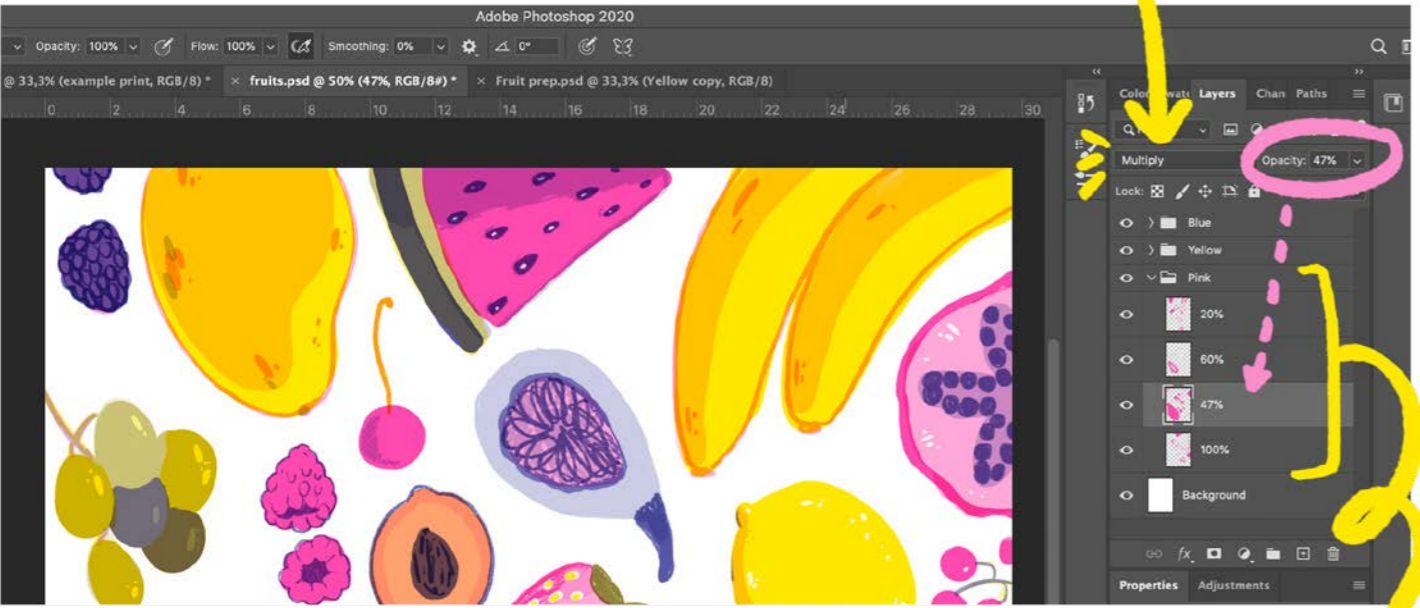 Adobe Photoshop 2020
Opacity: 100% Flow: 100% Smoothing: 0% 0°
@ 33,3% (example print, RGB/8) * × fruits.psd @ 50% (47%, RGB/8#) * × Fruit prep.psd @ 33,3% (Yellow copy, RGB/8)
0 2 4 6 8 10 12 14 16 18 20 22 24 26 28 30
Layers Chan Paths
Multiply Opacity: 47%
Lock:
Blue
Yellow
Pink
20%
60%
47%
100%
Background
fx
Properties Adjustments